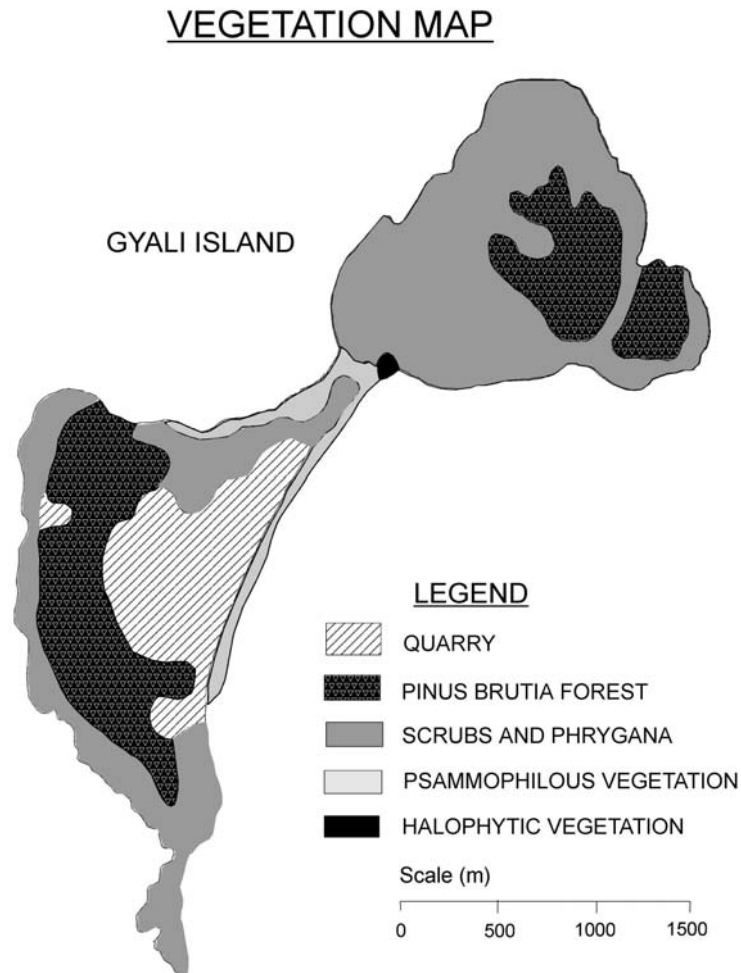 VEGETATION MAP
GYALI ISLAND
LEGEND
QUARRY
PINUS BRUTIA FOREST
SCRUBS AND PHRYGANA
PSAMMOPHILOUS VEGETATION
HALOPHYTIC VEGETATION
Scale (m)
0 500 1000 1500